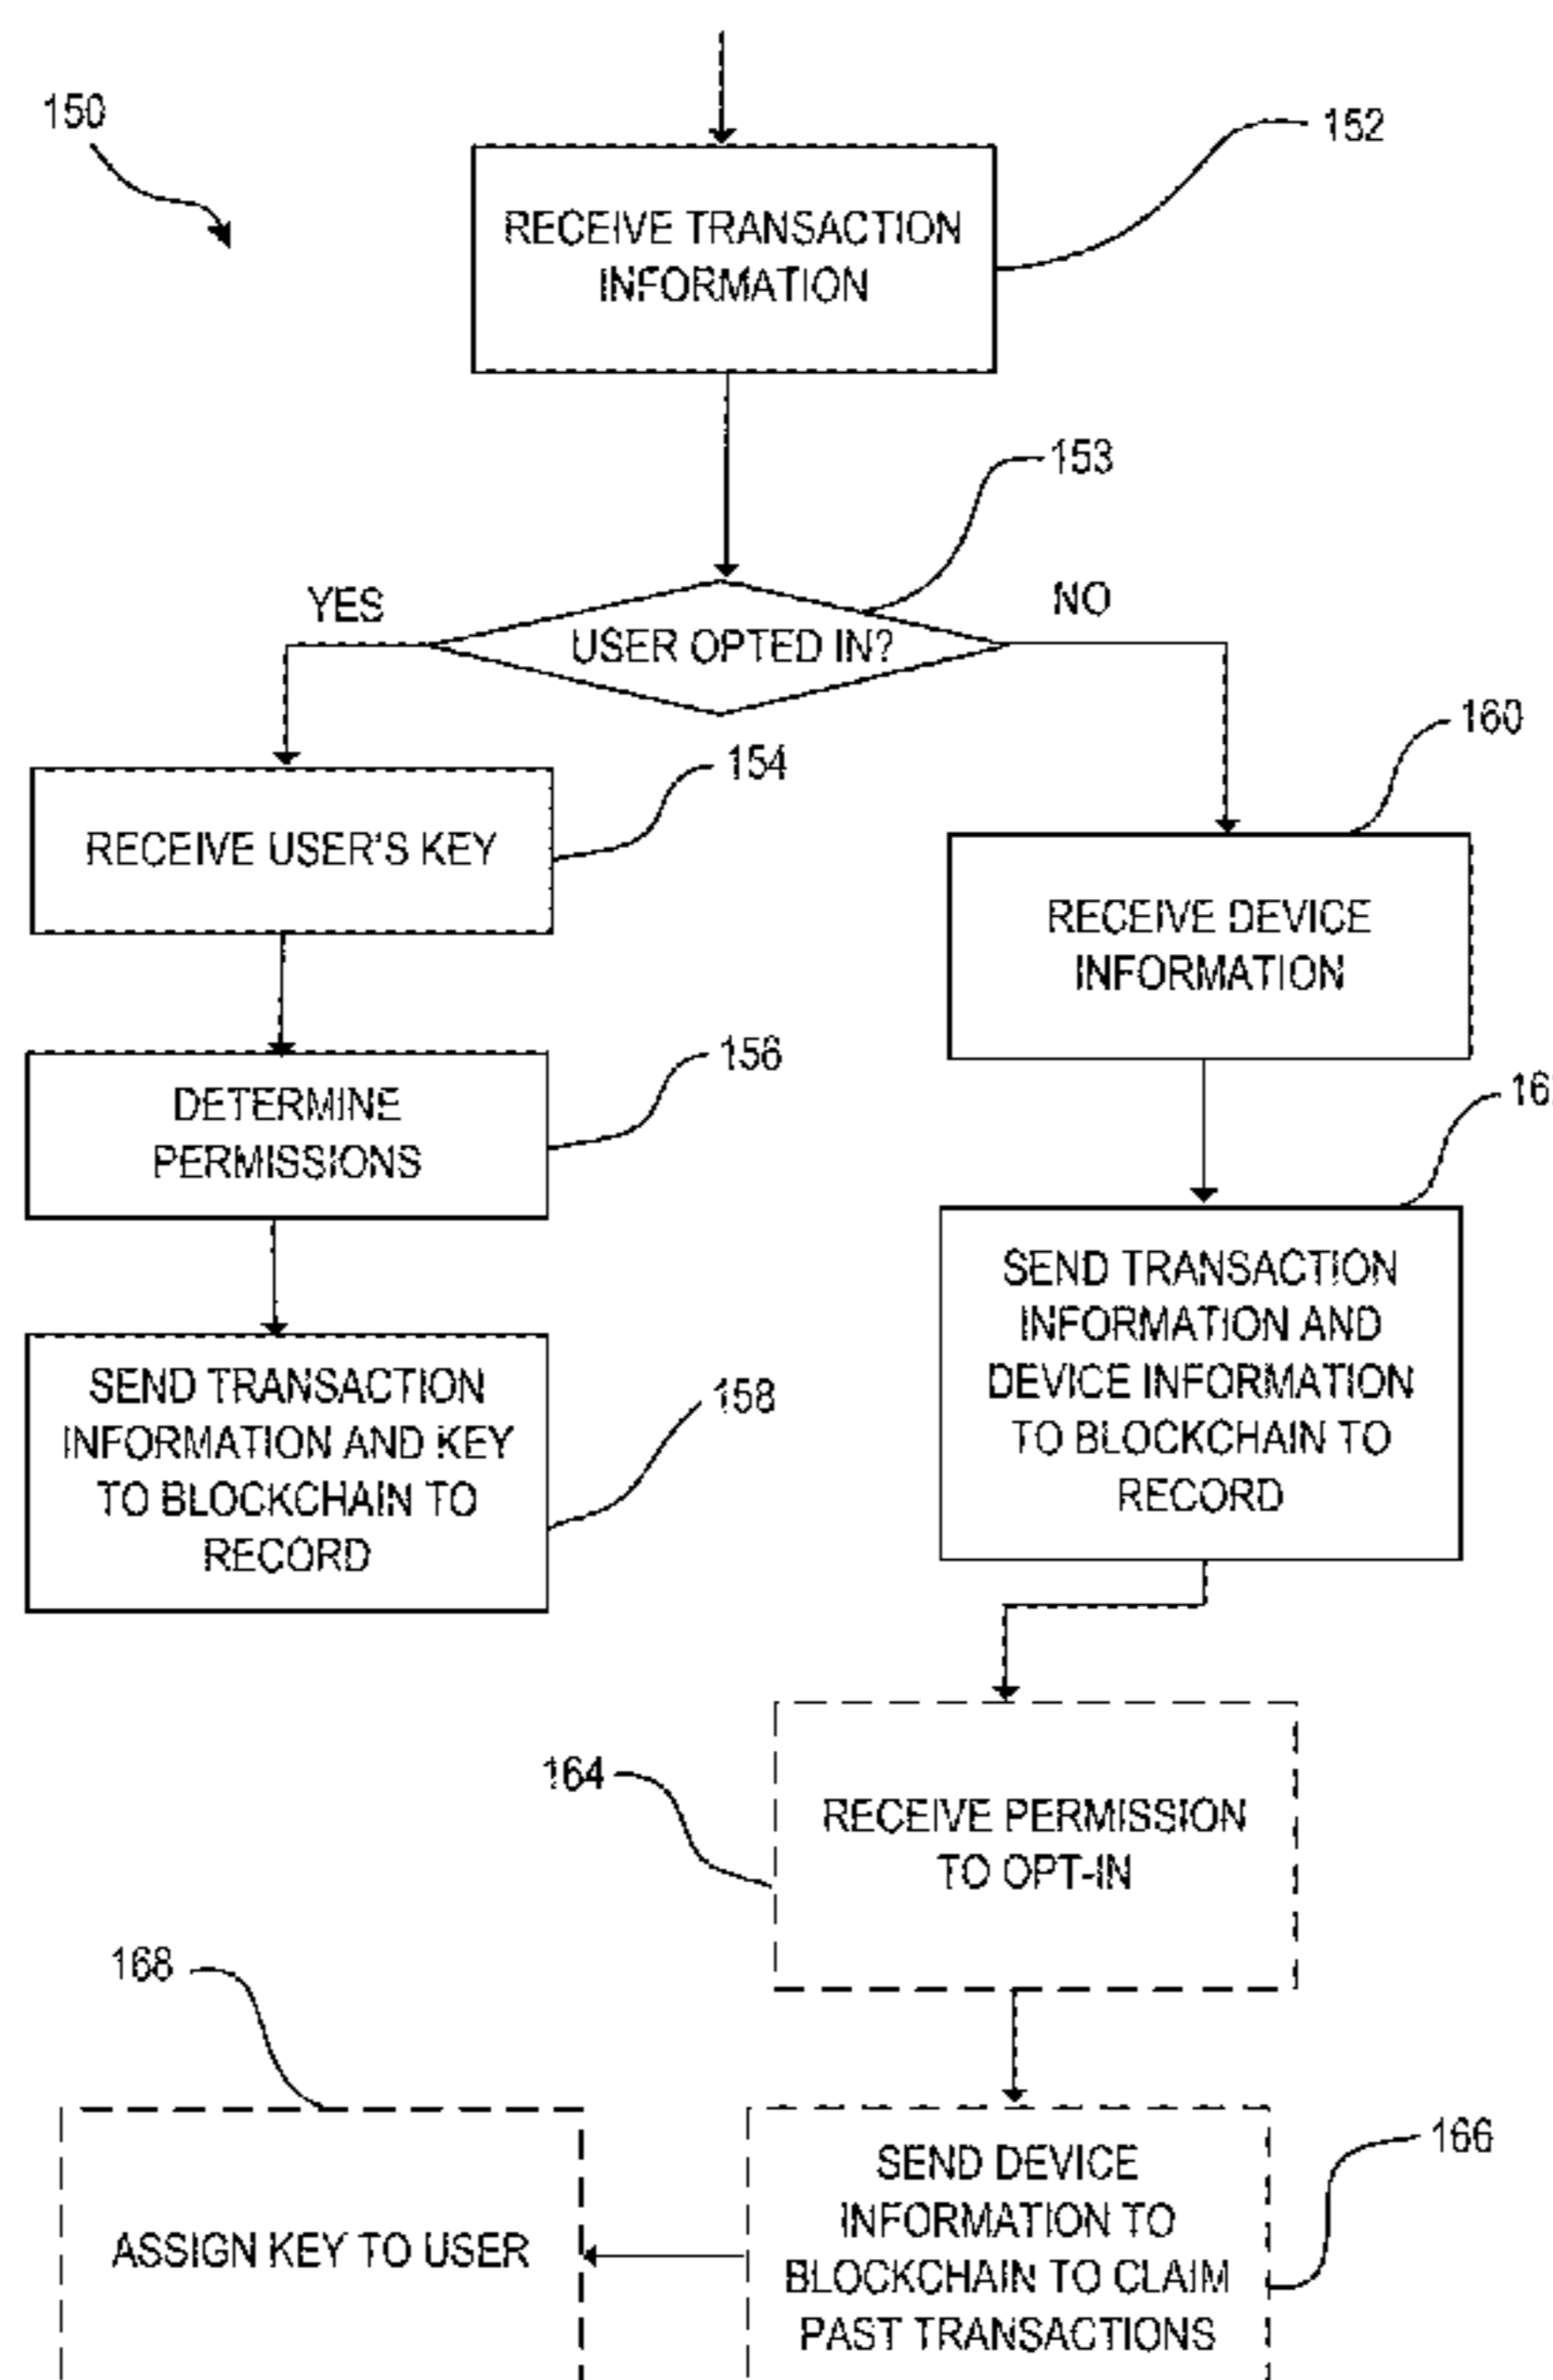 150
152
RECEIVE TRANSACTION
INFORMATION
153
YES
NO
USER OPTED IN?
160
154
RECEIVE USER'S KEY
RECEIVE DEVICE
INFORMATION
156
DETERMINE
PERMISSIONS
16
SEND TRANSACTION
INFORMATION AND
DEVICE INFORMATION
TO BLOCKCHAIN TO
RECORD
SEND TRANSACTION
INFORMATION AND KEY
TO BLOCKCHAIN TO
RECORD
158
164
RECEIVE PERMISSION
TO OPT-IN
168
166
ASSIGN KEY TO USER
SEND DEVICE
INFORMATION TO
BLOCKCHAIN TO CLAIM
PAST TRANSACTIONS